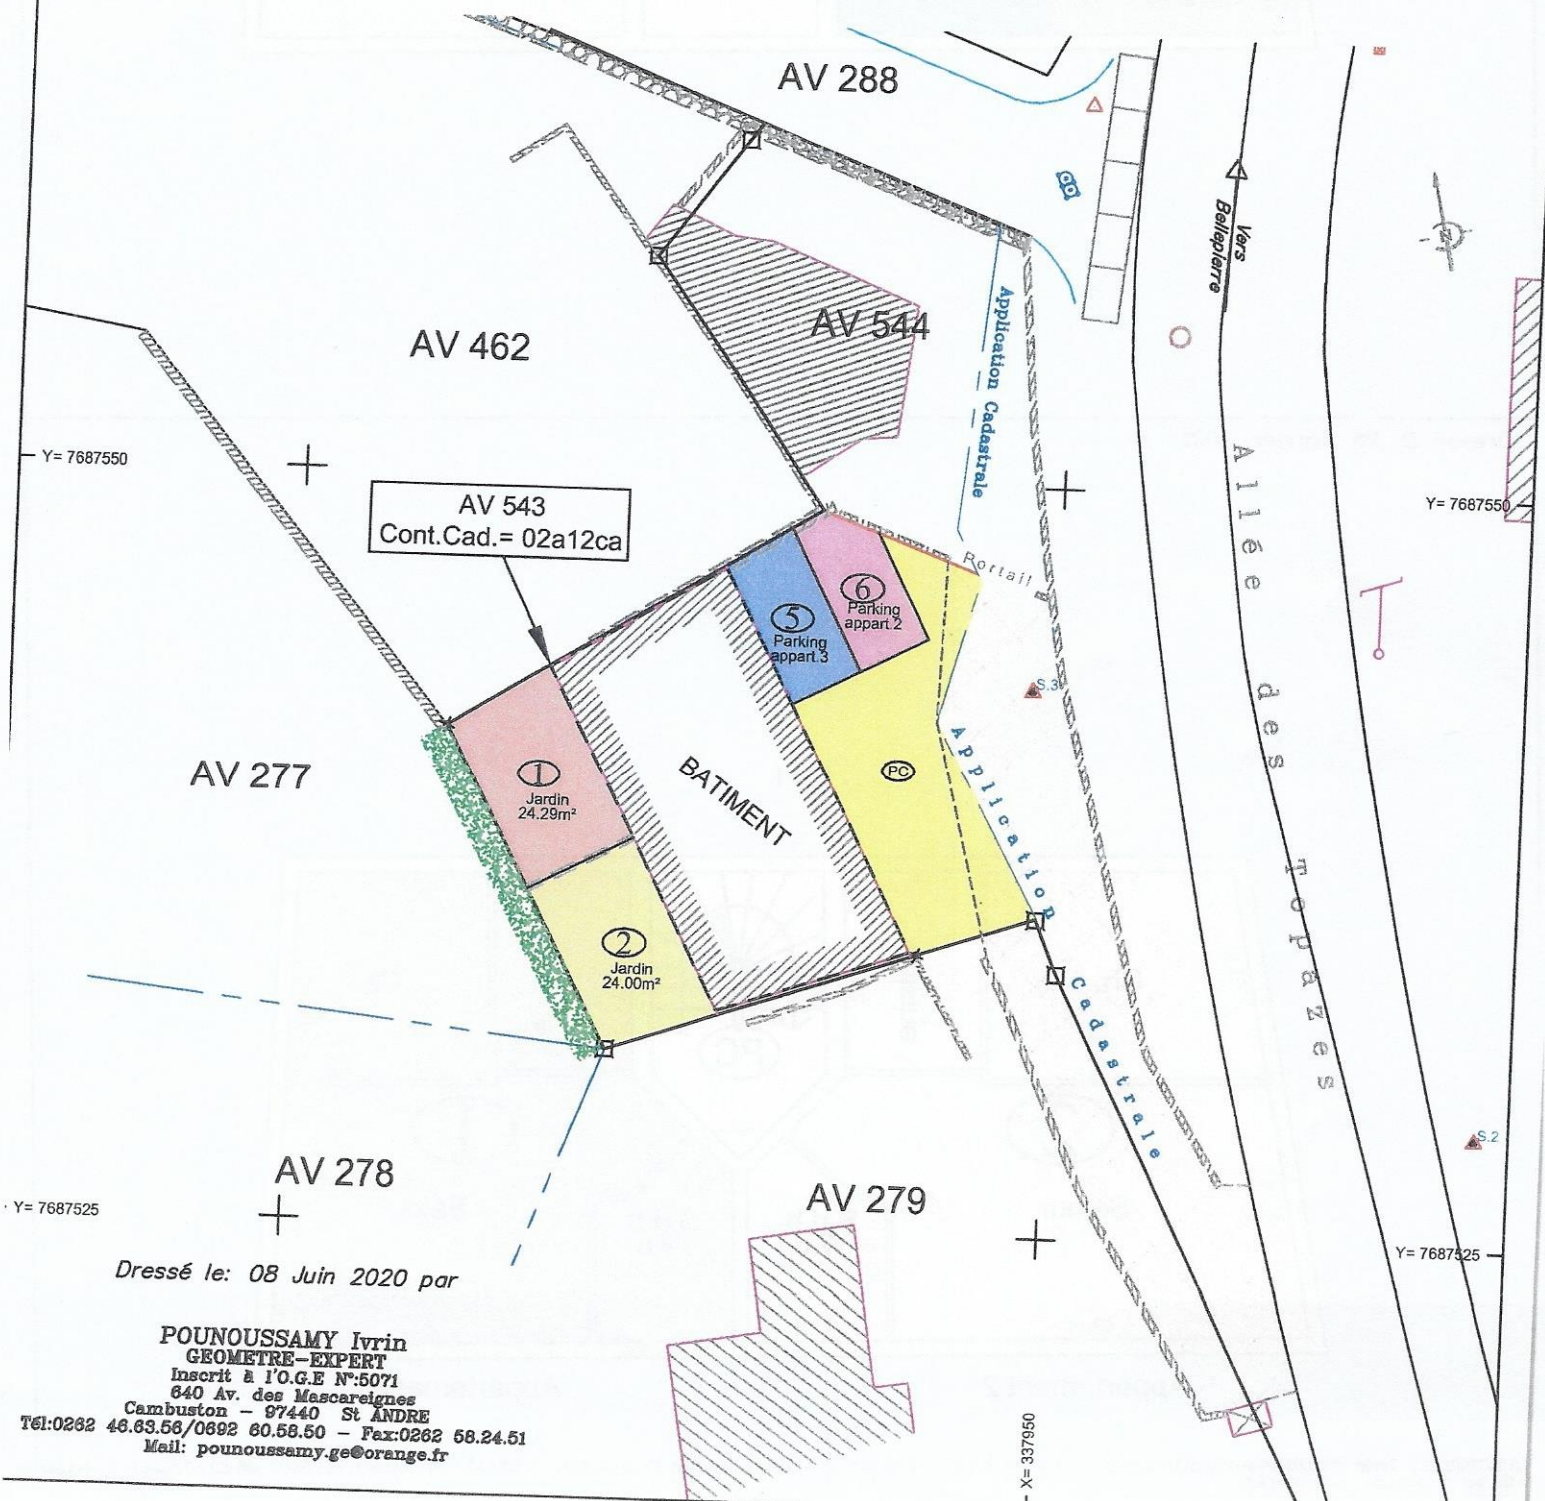 AV 288
Vers
Bellepierre
AV 462
AV 544
Application Cadastrale
Y= 7687550
Y= 7687550
AV 543
Cont.Cad.= 02a12ca
Portail
Allée des Topazes
5
Parking
appart.3
6
Parking
appart.2
S.3
AV 277
1
Jardin
24.29m²
BATIMENT
PC
Application Cadastrale
2
Jardin
24.00m²
S.2
AV 278
AV 279
Y= 7687525
Y= 7687525
Dressé le: 08 Juin 2020 par
POUNOUSSAMY Ivrin
GEOMETRE-EXPERT
Inscrit à l'O.G.E N°:5071
640 Av. des Mascareignes
Cambuston - 97440 St ANDRE
Tél:0262 46.63.56/0692 60.58.50 - Fax:0262 58.24.51
Mail: pounoussamy.ge@orange.fr
X= 337950